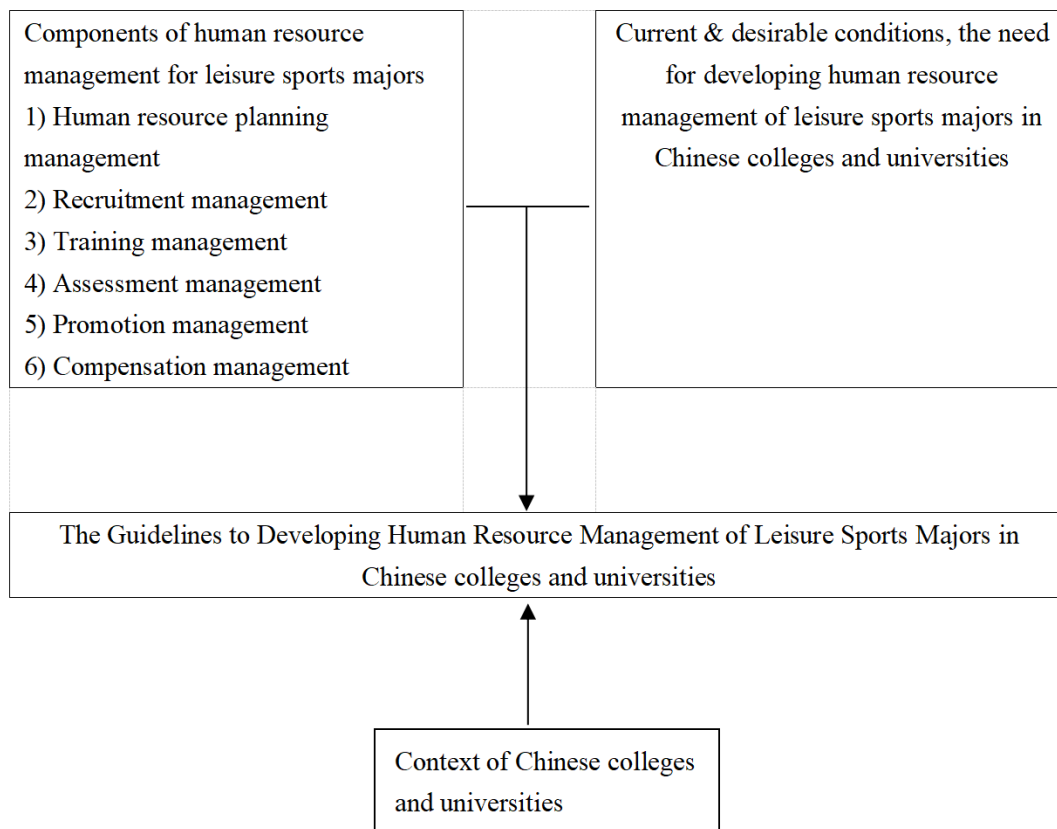 Components of human resource
management for leisure sports majors
1) Human resource planning
management
2) Recruitment management
3) Training management
4) Assessment management
5) Promotion management
6) Compensation management
Current & desirable conditions, the need
for developing human resource
management of leisure sports majors in
Chinese colleges and universities
The Guidelines to Developing Human Resource Management of Leisure Sports Majors in
Chinese colleges and universities
Context of Chinese colleges
and universities